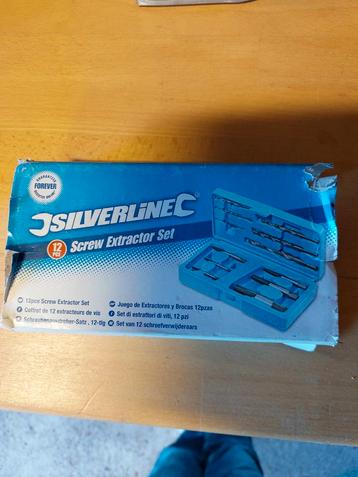 GUARANTEED
FOREVER
SILVERLINE
12
PCS
Screw Extractor Set
12pce Screw Extractor Set
Coffret de 12 extracteurs de vis
Schraubenausdreher-Satz, 12-tlg
Juego de Extractores y Brocas 12pzas
Set di estrattori di viti, 12 pzi
Set van 12 schroefverwijderaars